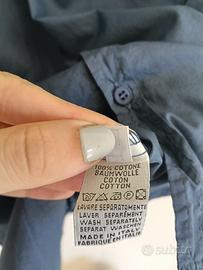 100% COTONE
BAUMWOLLE
COTON
COTTON
LAVARE SEPARATAMENTE
LAVER SEPARÉMENT
WASH SEPARATELY
SEPARAT WASCHEN
MADE IN ITALY
FABRIQUÉ EN ITALIE
subito